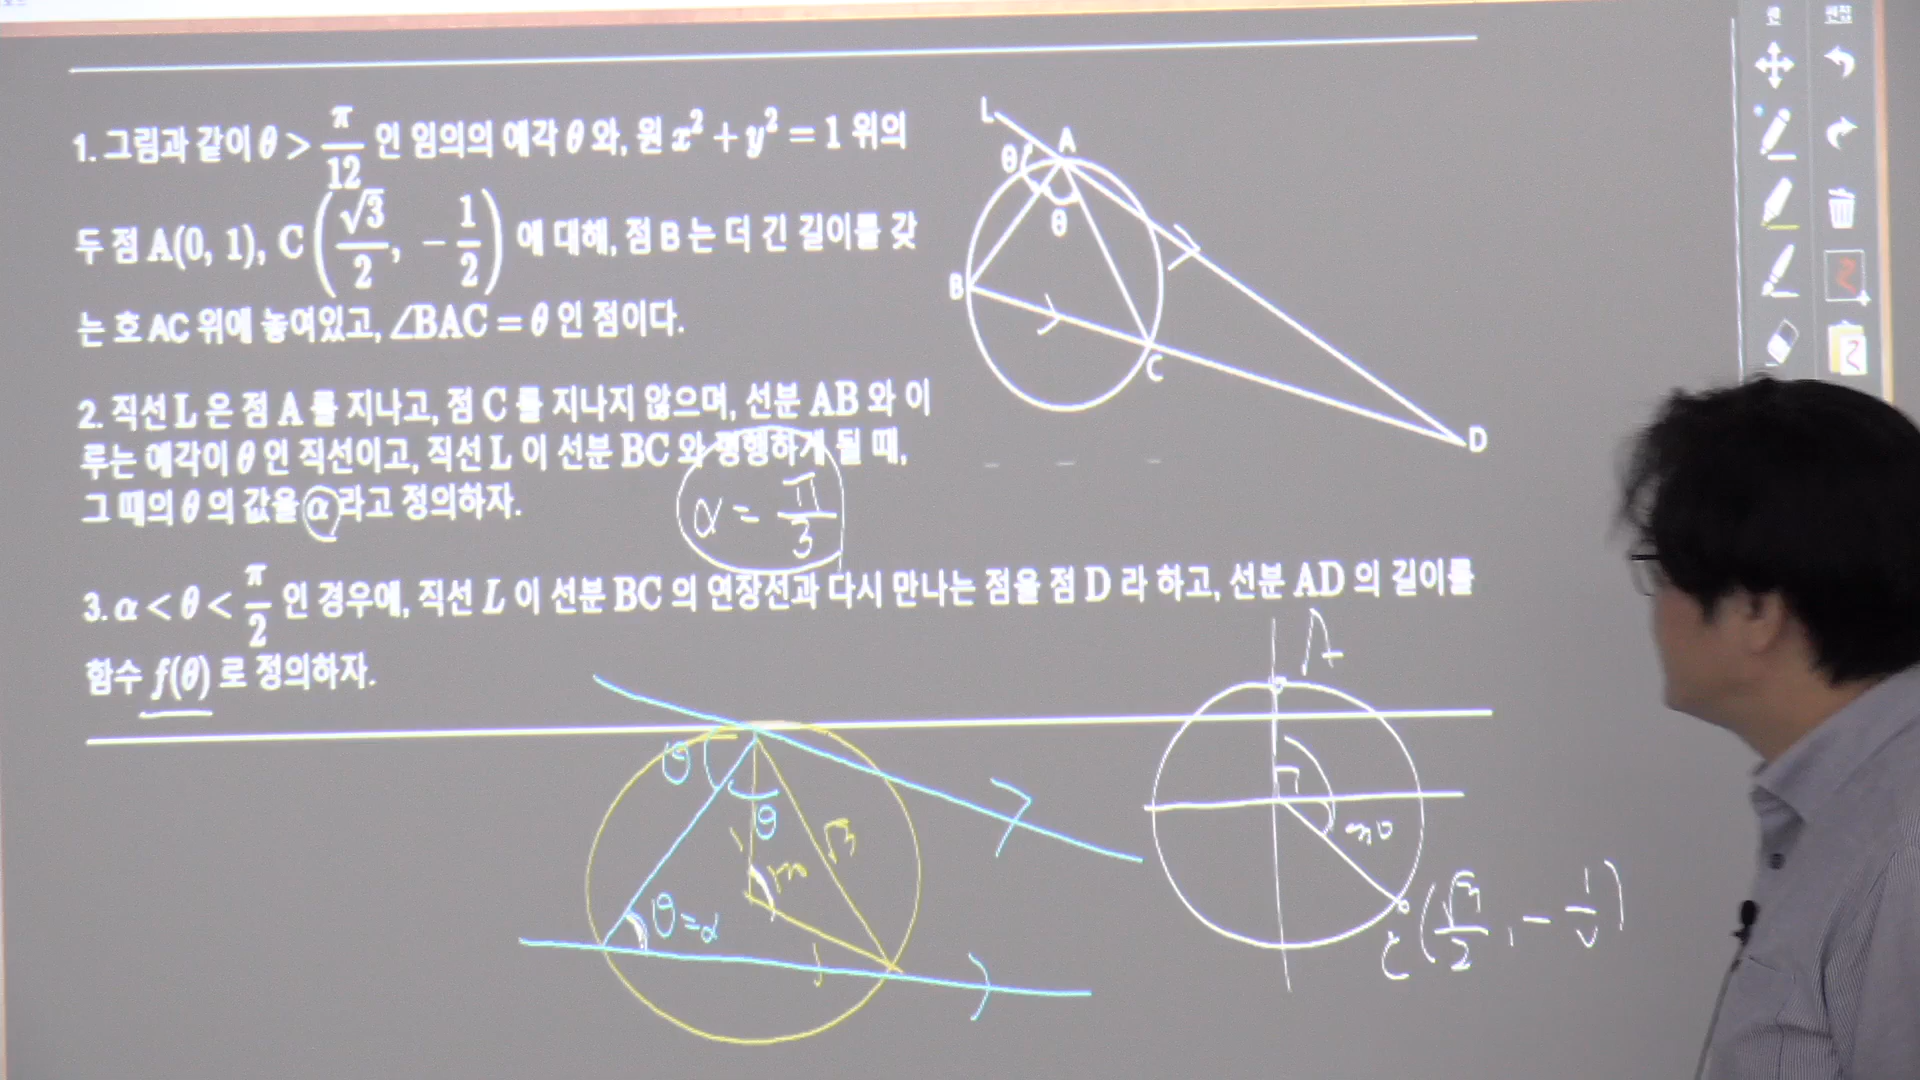 펜
편집
1. 그림과 같이 θ > π/12 인 임의의 예각 θ 와, 원 x² + y² = 1 위의
두 점 A(0, 1), C(√3/2, −1/2) 에 대해, 점 B 는 더 긴 길이를 갖
는 호 AC 위에 놓여있고, ∠BAC = θ 인 점이다.
2. 직선 L 은 점 A 를 지나고, 점 C 를 지나지 않으며, 선분 AB 와 이
루는 예각이 θ 인 직선이고, 직선 L 이 선분 BC 와 평행하게 될 때,
그 때의 θ 의 값을 α 라고 정의하자.
α = π/3
3. α < θ < π/2 인 경우에, 직선 L 이 선분 BC 의 연장선과 다시 만나는 점을 점 D 라 하고, 선분 AD 의 길이를
함수 f(θ) 로 정의하자.
L
A
θ
θ
B
C
D
θ
θ
1
√3
θ=α
1
A
C(√3/2, −1/2)